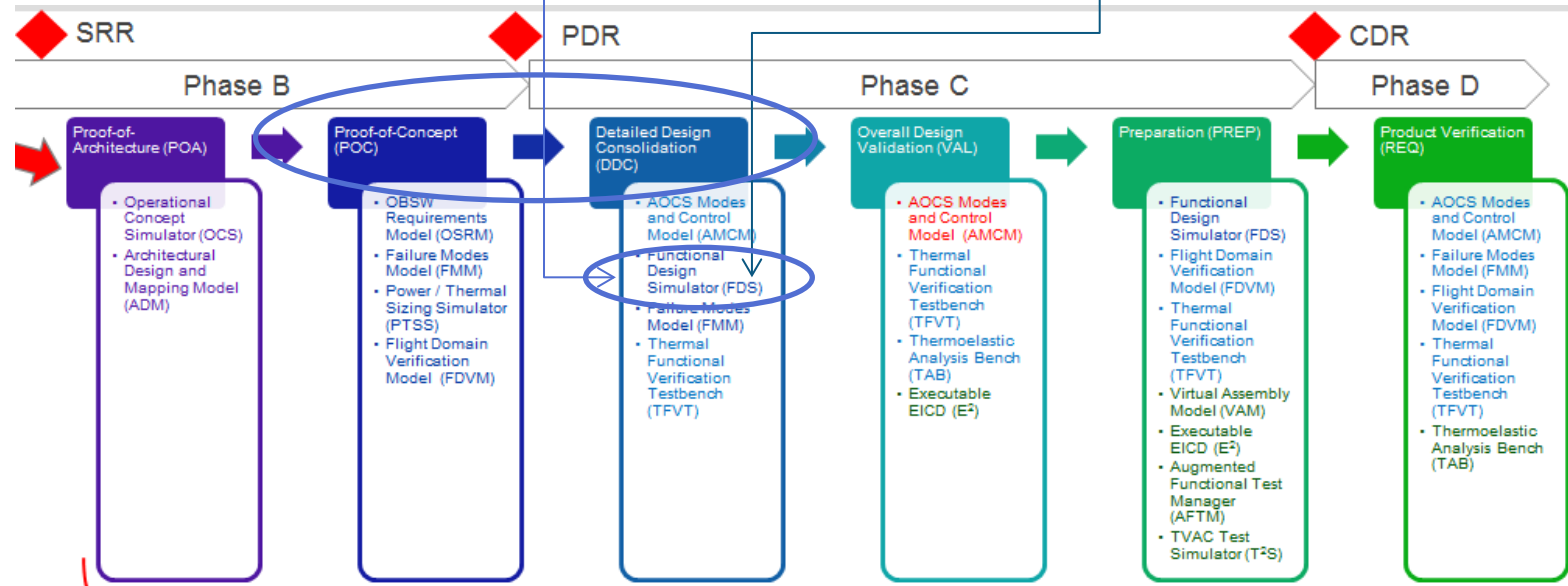 SRR
PDR
CDR
Phase B
Phase C
Phase D
Proof-of-
Architecture (POA)
• Operational
Concept
Simulator (OCS)
• Architectural
Design and
Mapping Model
(ADM)
Proof-of-Concept
(POC)
• OBSW
Requirements
Model (OSRM)
• Failure Modes
Model (FMM)
• Power / Thermal
Sizing Simulator
(PTSS)
• Flight Domain
Verification
Model (FDVM)
Detailed Design
Consolidation
(DDC)
• AOCS Modes
and Control
Model (AMCM)
• Functional
Design
Simulator (FDS)
• Failure Modes
Model (FMM)
• Thermal
Functional
Verification
Testbench
(TFVT)
Overall Design
Validation (VAL)
• AOCS Modes
and Control
Model (AMCM)
• Thermal
Functional
Verification
Testbench
(TFVT)
• Thermoelastic
Analysis Bench
(TAB)
• Executable
EICD (E²)
Preparation (PREP)
• Functional
Design
Simulator (FDS)
• Flight Domain
Verification
Model (FDVM)
• Thermal
Functional
Verification
Testbench
(TFVT)
• Virtual Assembly
Model (VAM)
• Executable
EICD (E²)
• Augmented
Functional Test
Manager
(AFTM)
• TVAC Test
Simulator (T²S)
Product Verification
(REQ)
• AOCS Modes
and Control
Model (AMCM)
• Failure Modes
Model (FMM)
• Flight Domain
Verification
Model (FDVM)
• Thermal
Functional
Verification
Testbench
(TFVT)
• Thermoelastic
Analysis Bench
(TAB)